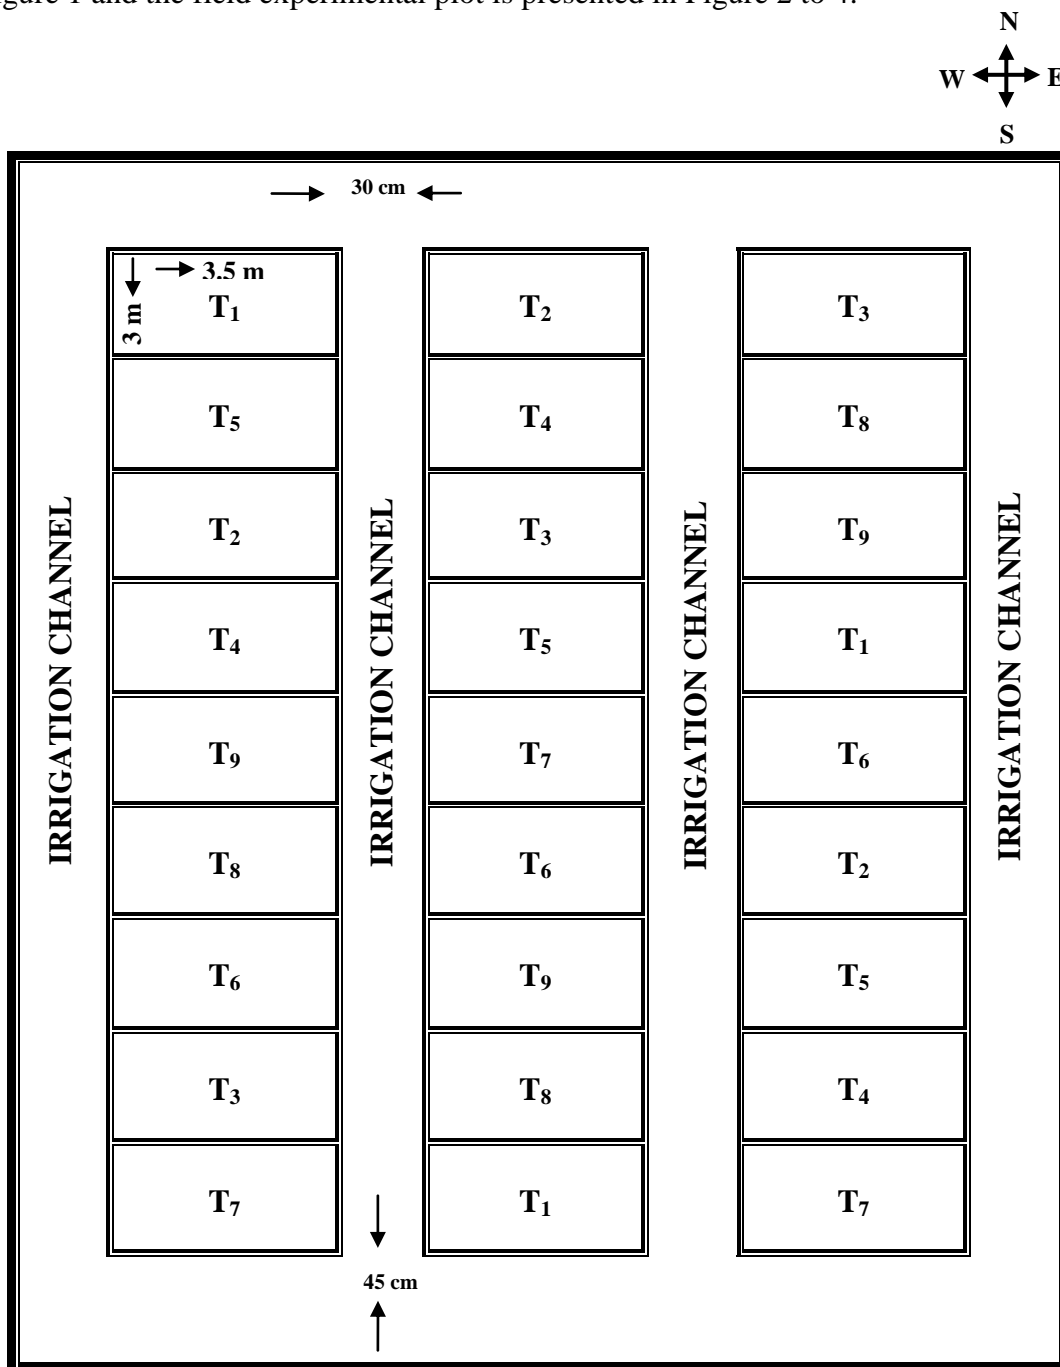 gure 1 and the field experimental plot is presented in Figure 2 to 4.
N
W E
S
30 cm
3.5 m
3 m
T₁ T₂ T₃
T₅ T₄ T₈
T₂ T₃ T₉
T₄ T₅ T₁
T₉ T₇ T₆
T₈ T₆ T₂
T₆ T₉ T₅
T₃ T₈ T₄
T₇ T₁ T₇
IRRIGATION CHANNEL
IRRIGATION CHANNEL
IRRIGATION CHANNEL
IRRIGATION CHANNEL
45 cm